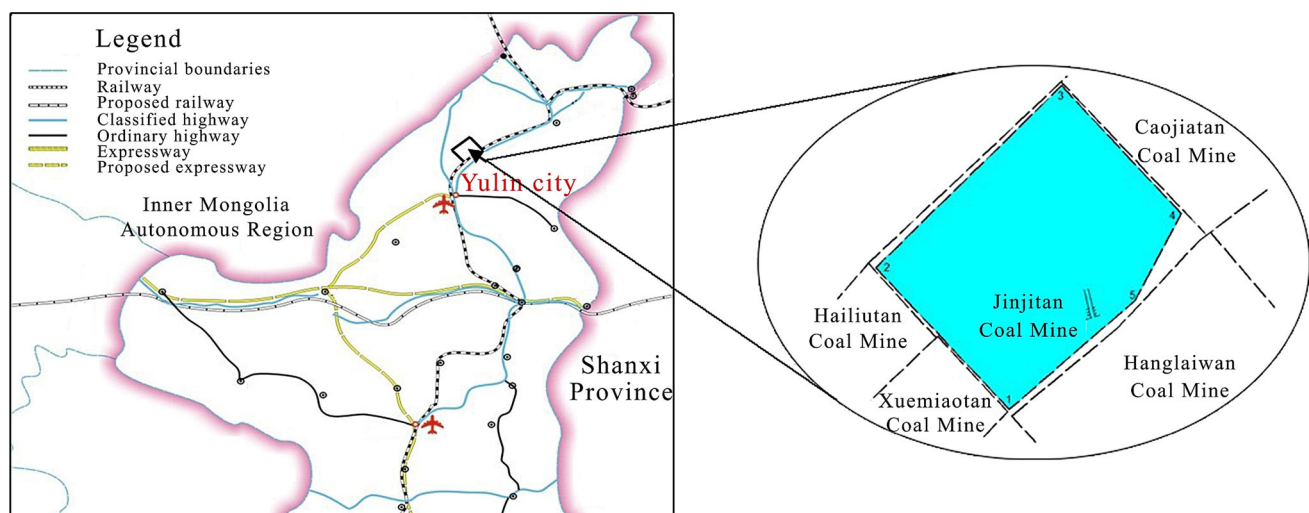 Legend
Provincial boundaries
Railway
Proposed railway
Classified highway
Ordinary highway
Expressway
Proposed expressway
Yulin city
Inner Mongolia
Autonomous Region
Shanxi
Province
3
Caojiatan
Coal Mine
4
2
5
Jinjitan
Coal Mine
Hailiutan
Coal Mine
Hanglaiwan
Coal Mine
1
Xuemiaotan
Coal Mine